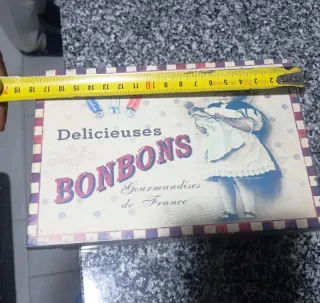 Delicieuses
BONBONS
Gourmandises
de France